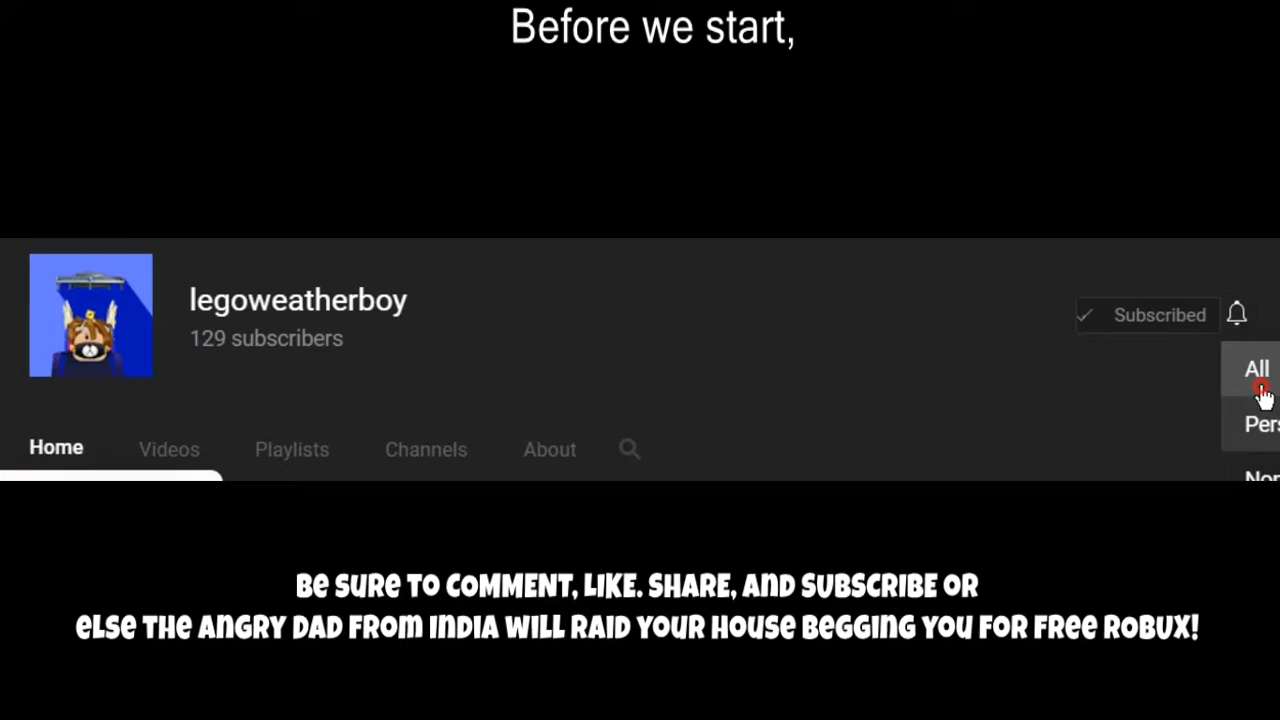 Before we start,
legoweatherboy
129 subscribers
Subscribed
All
Home Videos Playlists Channels About
Be sure to comment, like. share, and subscribe or
else the angry dad from india will raid your house begging you for free robux!